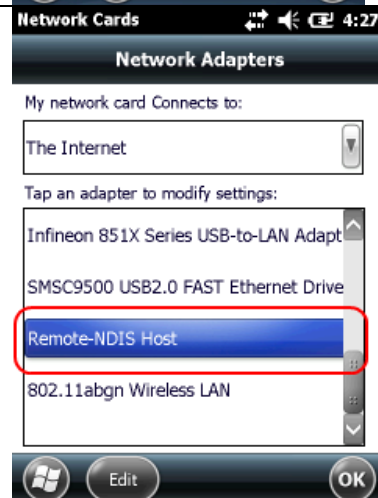 Network Cards 4:27
Network Adapters
My network card Connects to:
The Internet
Tap an adapter to modify settings:
Infineon 851X Series USB-to-LAN Adapt
SMSC9500 USB2.0 FAST Ethernet Drive
Remote-NDIS Host
802.11abgn Wireless LAN
Edit OK